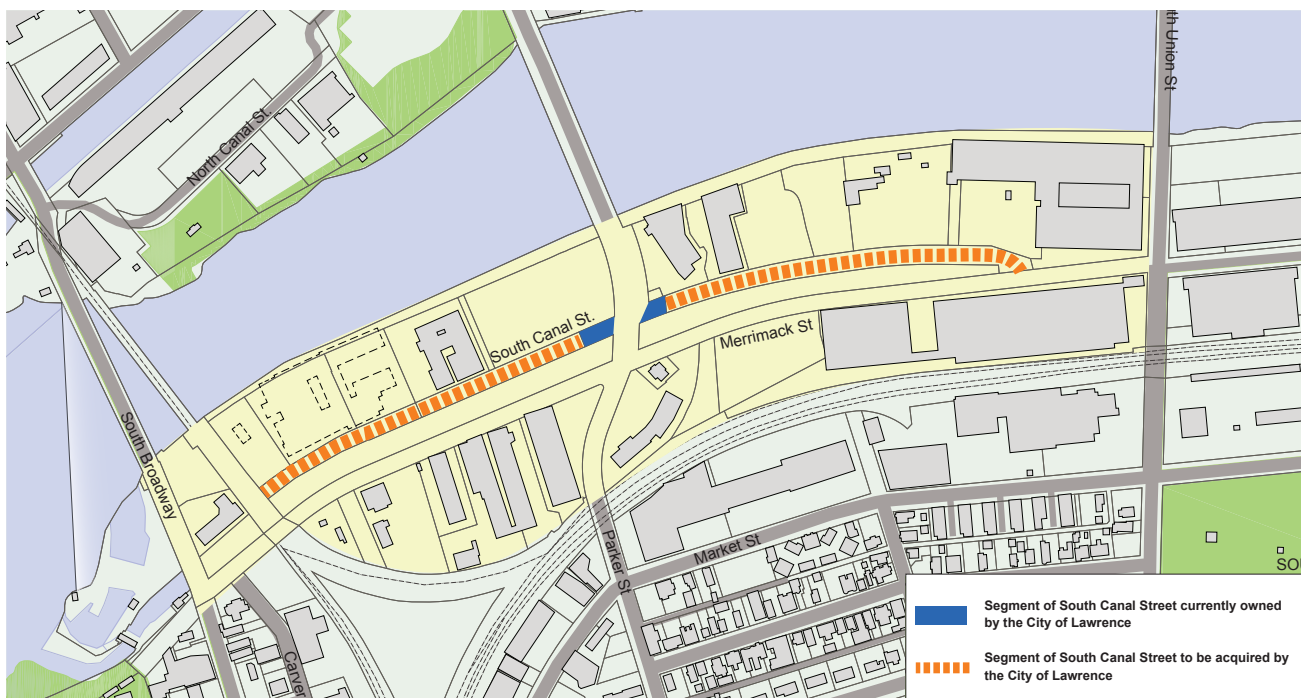 th Union St
North Canal St.
South Canal St.
Merrimack St
South Broadway
Parker St
Market St
Carver
SOU
Segment of South Canal Street currently owned
by the City of Lawrence
Segment of South Canal Street to be acquired by
the City of Lawrence